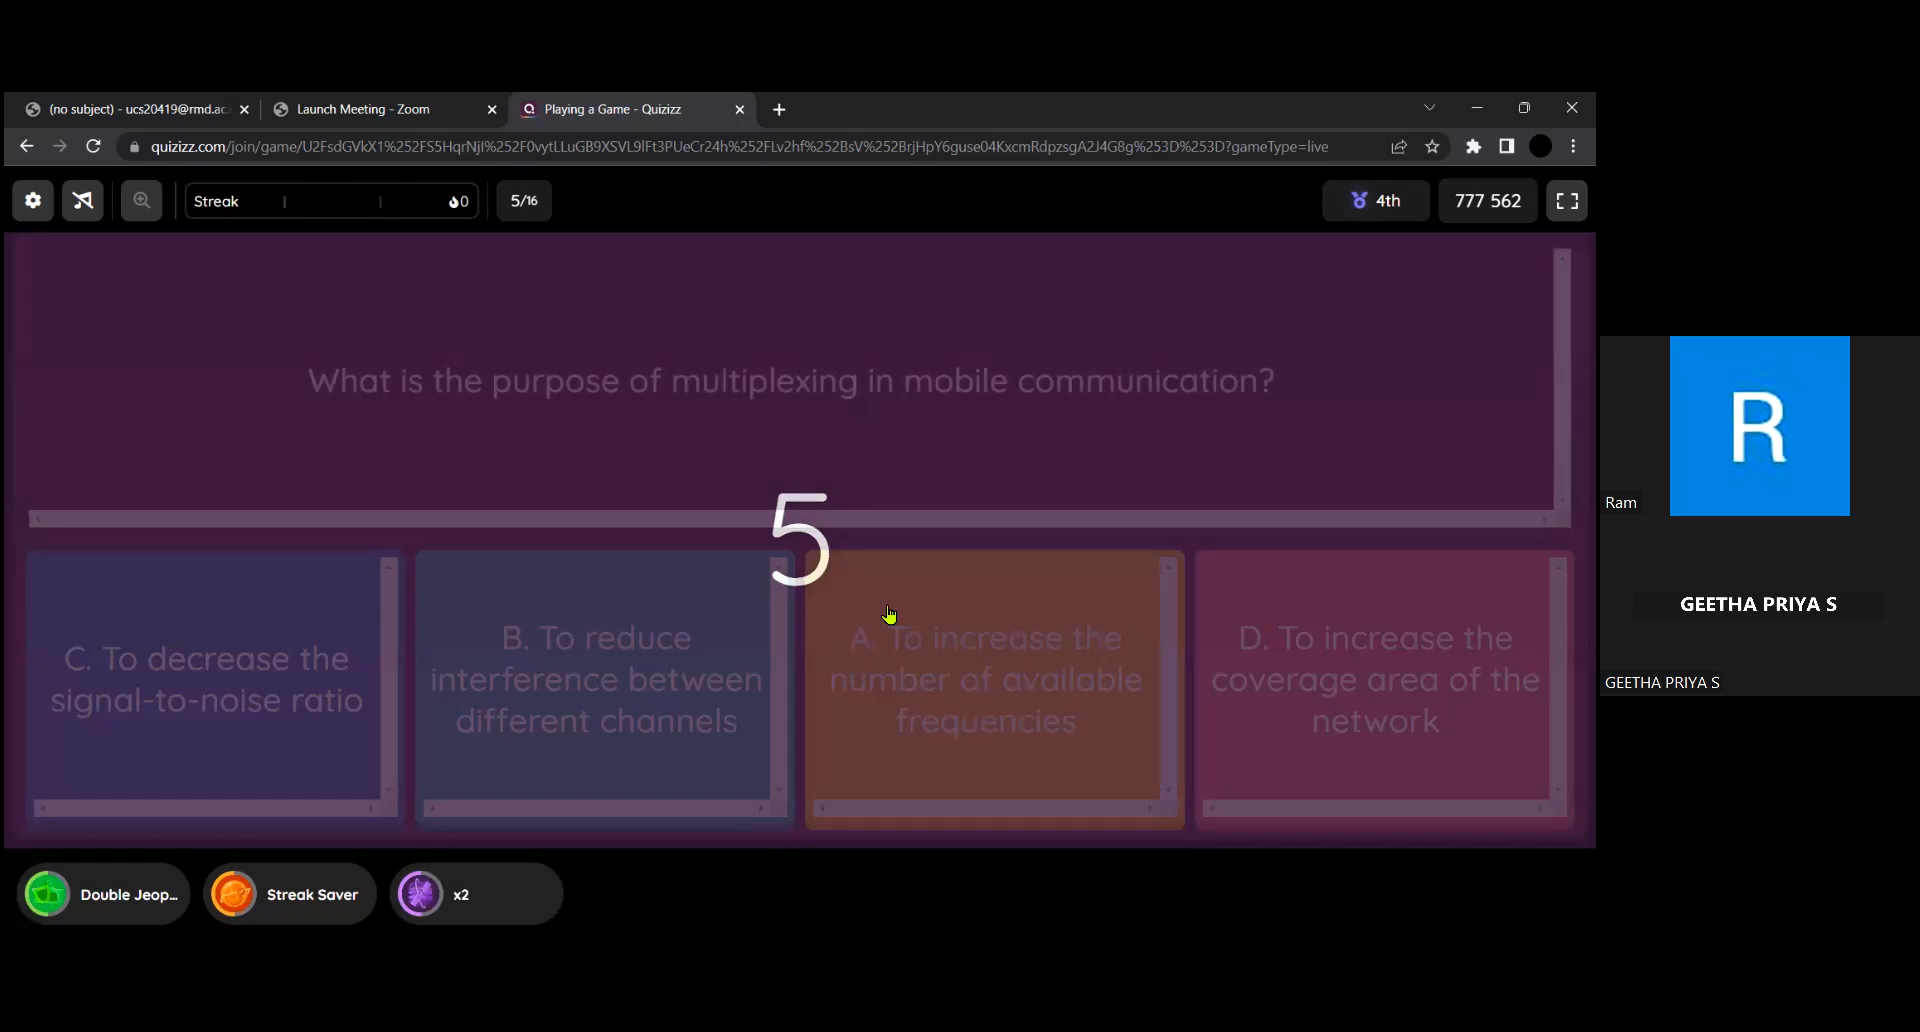 (no subject) - ucs20419@rmd.ac.
Launch Meeting - Zoom
Playing a Game - Quizizz
quizizz.com/join/game/U2FsdGVkX1%252FS5HqrNjI%252F0vytLLuGB9XSVL9lFt3PUeCr24h%252FLv2hf%252BsV%252BrjHpY6guse04KxcmRdpzsgA2J4G8g%253D%253D?gameType=live
Streak
0
5/16
4th
777 562
What is the purpose of multiplexing in mobile communication?
5
C. To decrease the
signal-to-noise ratio
B. To reduce
interference between
different channels
A. To increase the
number of available
frequencies
D. To increase the
coverage area of the
network
Double Jeop...
Streak Saver
x2
R
Ram
GEETHA PRIYA S
GEETHA PRIYA S